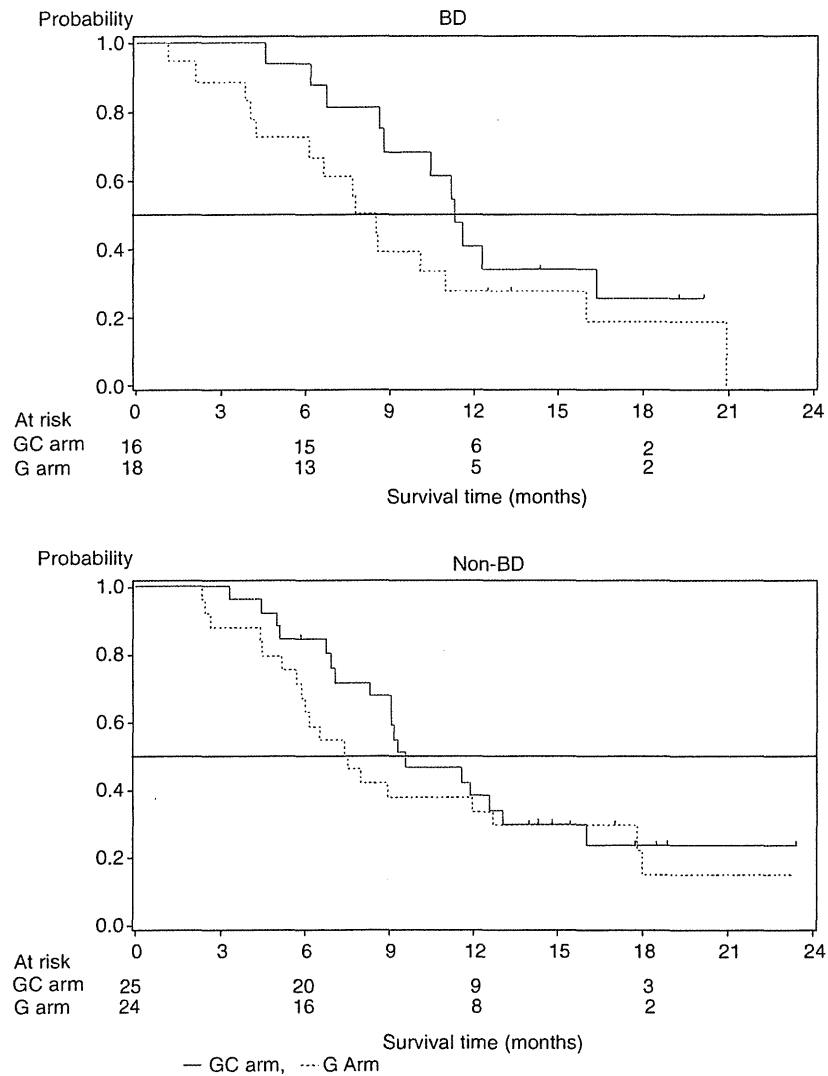 Probability
BD
1.0
0.8
0.6
0.4
0.2
0.0
0 3 6 9 12 15 18 21 24
At risk
GC arm 16 15 6 2
G arm 18 13 5 2
Survival time (months)
Probability
Non-BD
1.0
0.8
0.6
0.4
0.2
0.0
0 3 6 9 12 15 18 21 24
At risk
GC arm 25 20 9 3
G arm 24 16 8 2
Survival time (months)
GC arm, G Arm